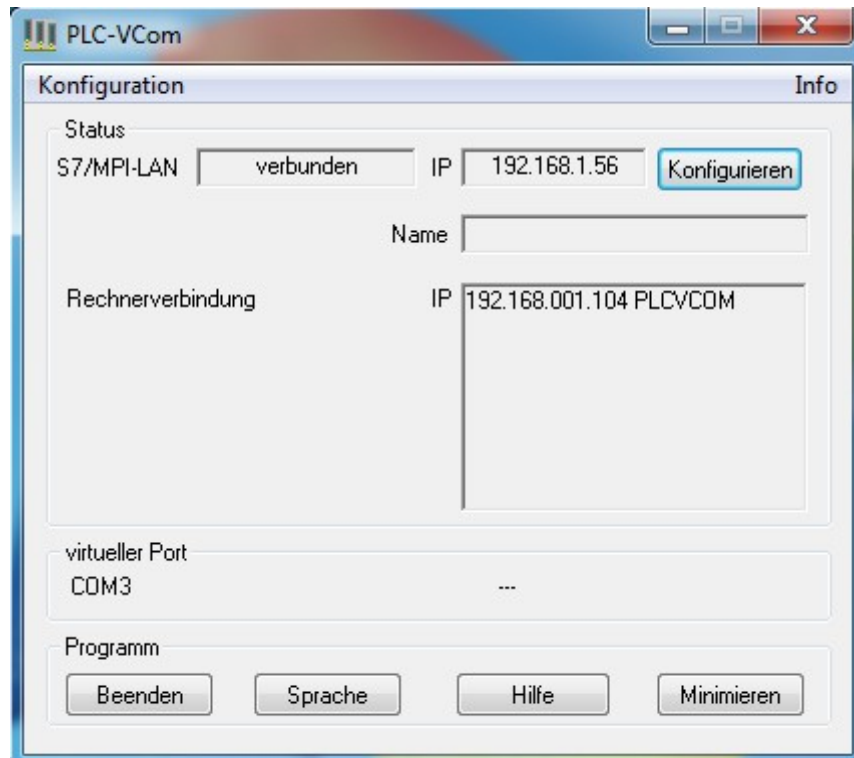 PLC-VCom
Konfiguration Info
Status
S7/MPI-LAN verbunden IP 192.168.1.56 Konfigurieren
Name
Rechnerverbindung IP 192.168.001.104 PLCVCOM
virtueller Port
COM3 ---
Programm
Beenden Sprache Hilfe Minimieren